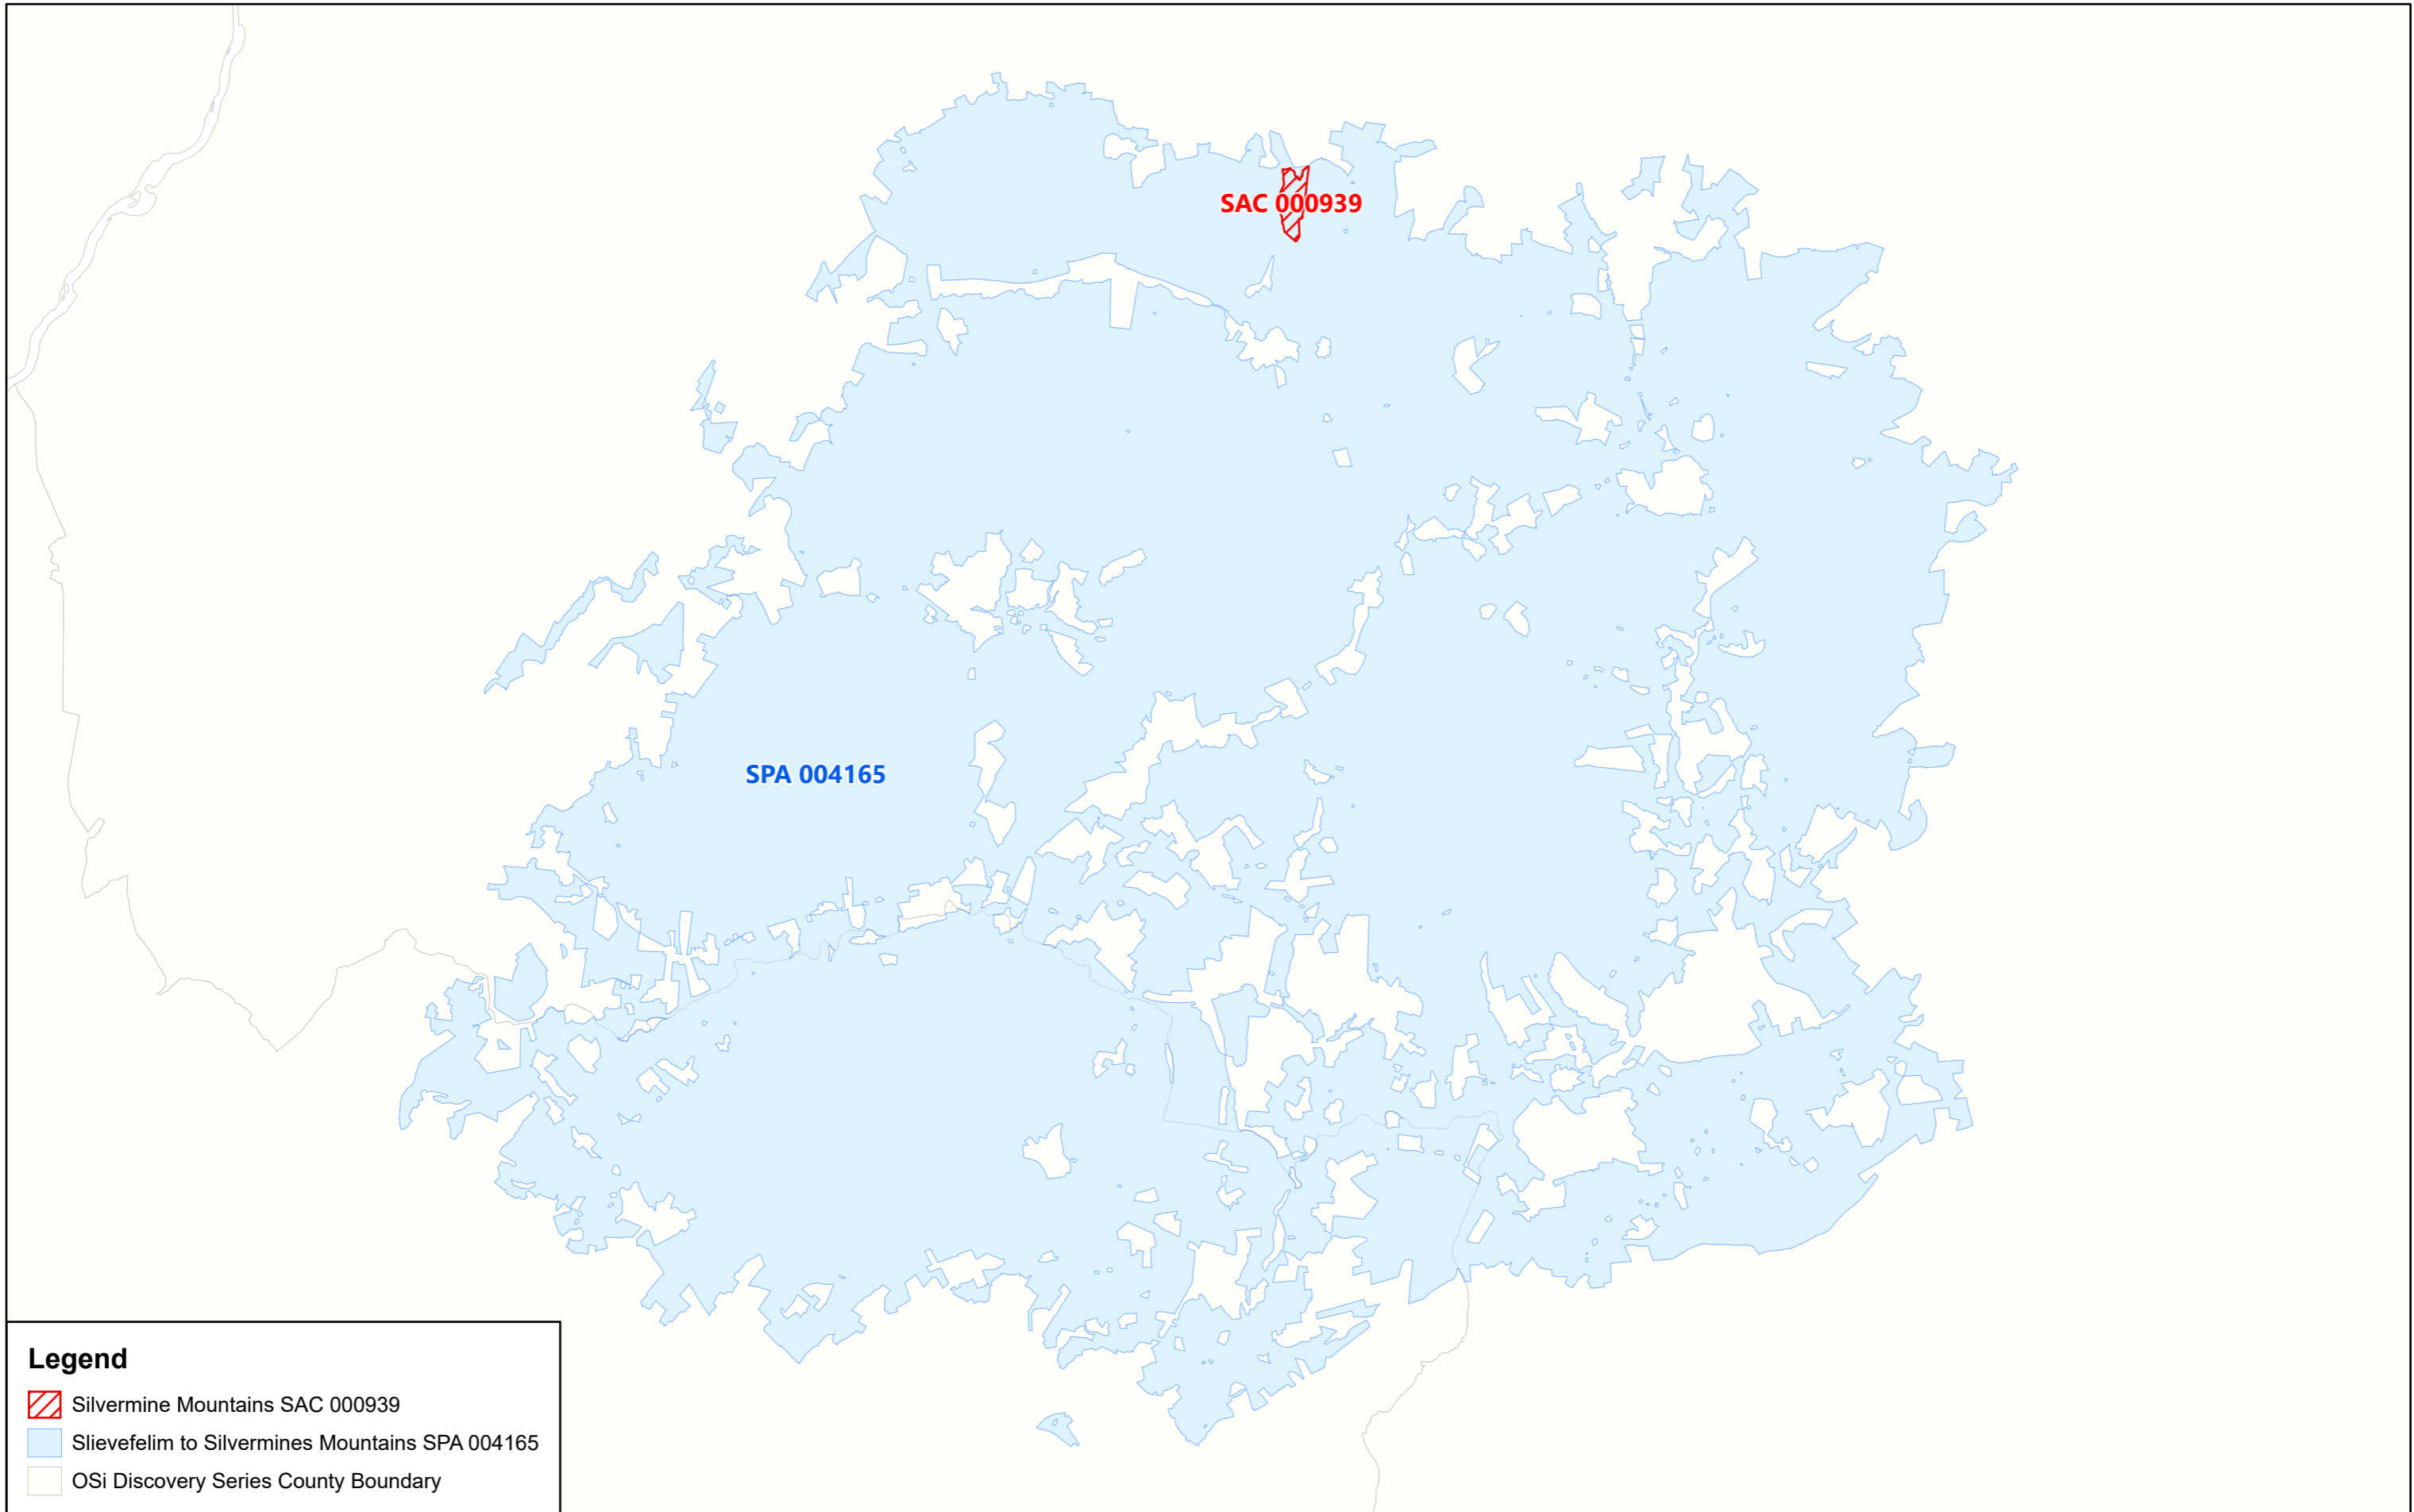 SAC 000939
SPA 004165
Legend
Silvermine Mountains SAC 000939
Slievefelim to Silvermines Mountains SPA 004165
OSi Discovery Series County Boundary